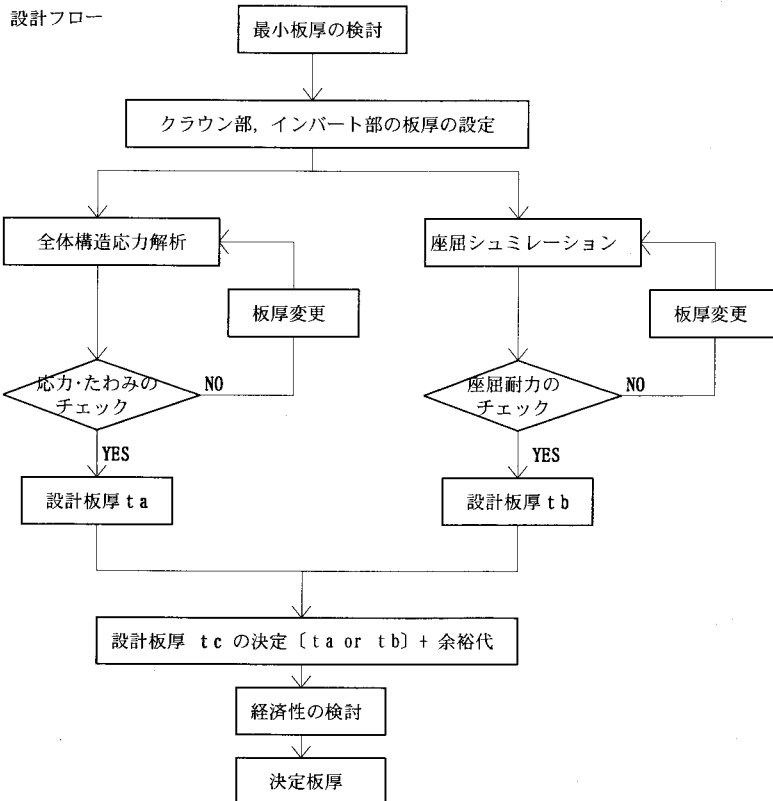 設計フロー
最小板厚の検討
クラウン部，インバート部の板厚の設定
全体構造応力解析
板厚変更
応力・たわみの
チェック
NO
YES
設計板厚 ta
座屈シュミレーション
板厚変更
座屈耐力の
チェック
NO
YES
設計板厚 tb
設計板厚 tc の決定〔ta or tb〕+ 余裕代
経済性の検討
決定板厚